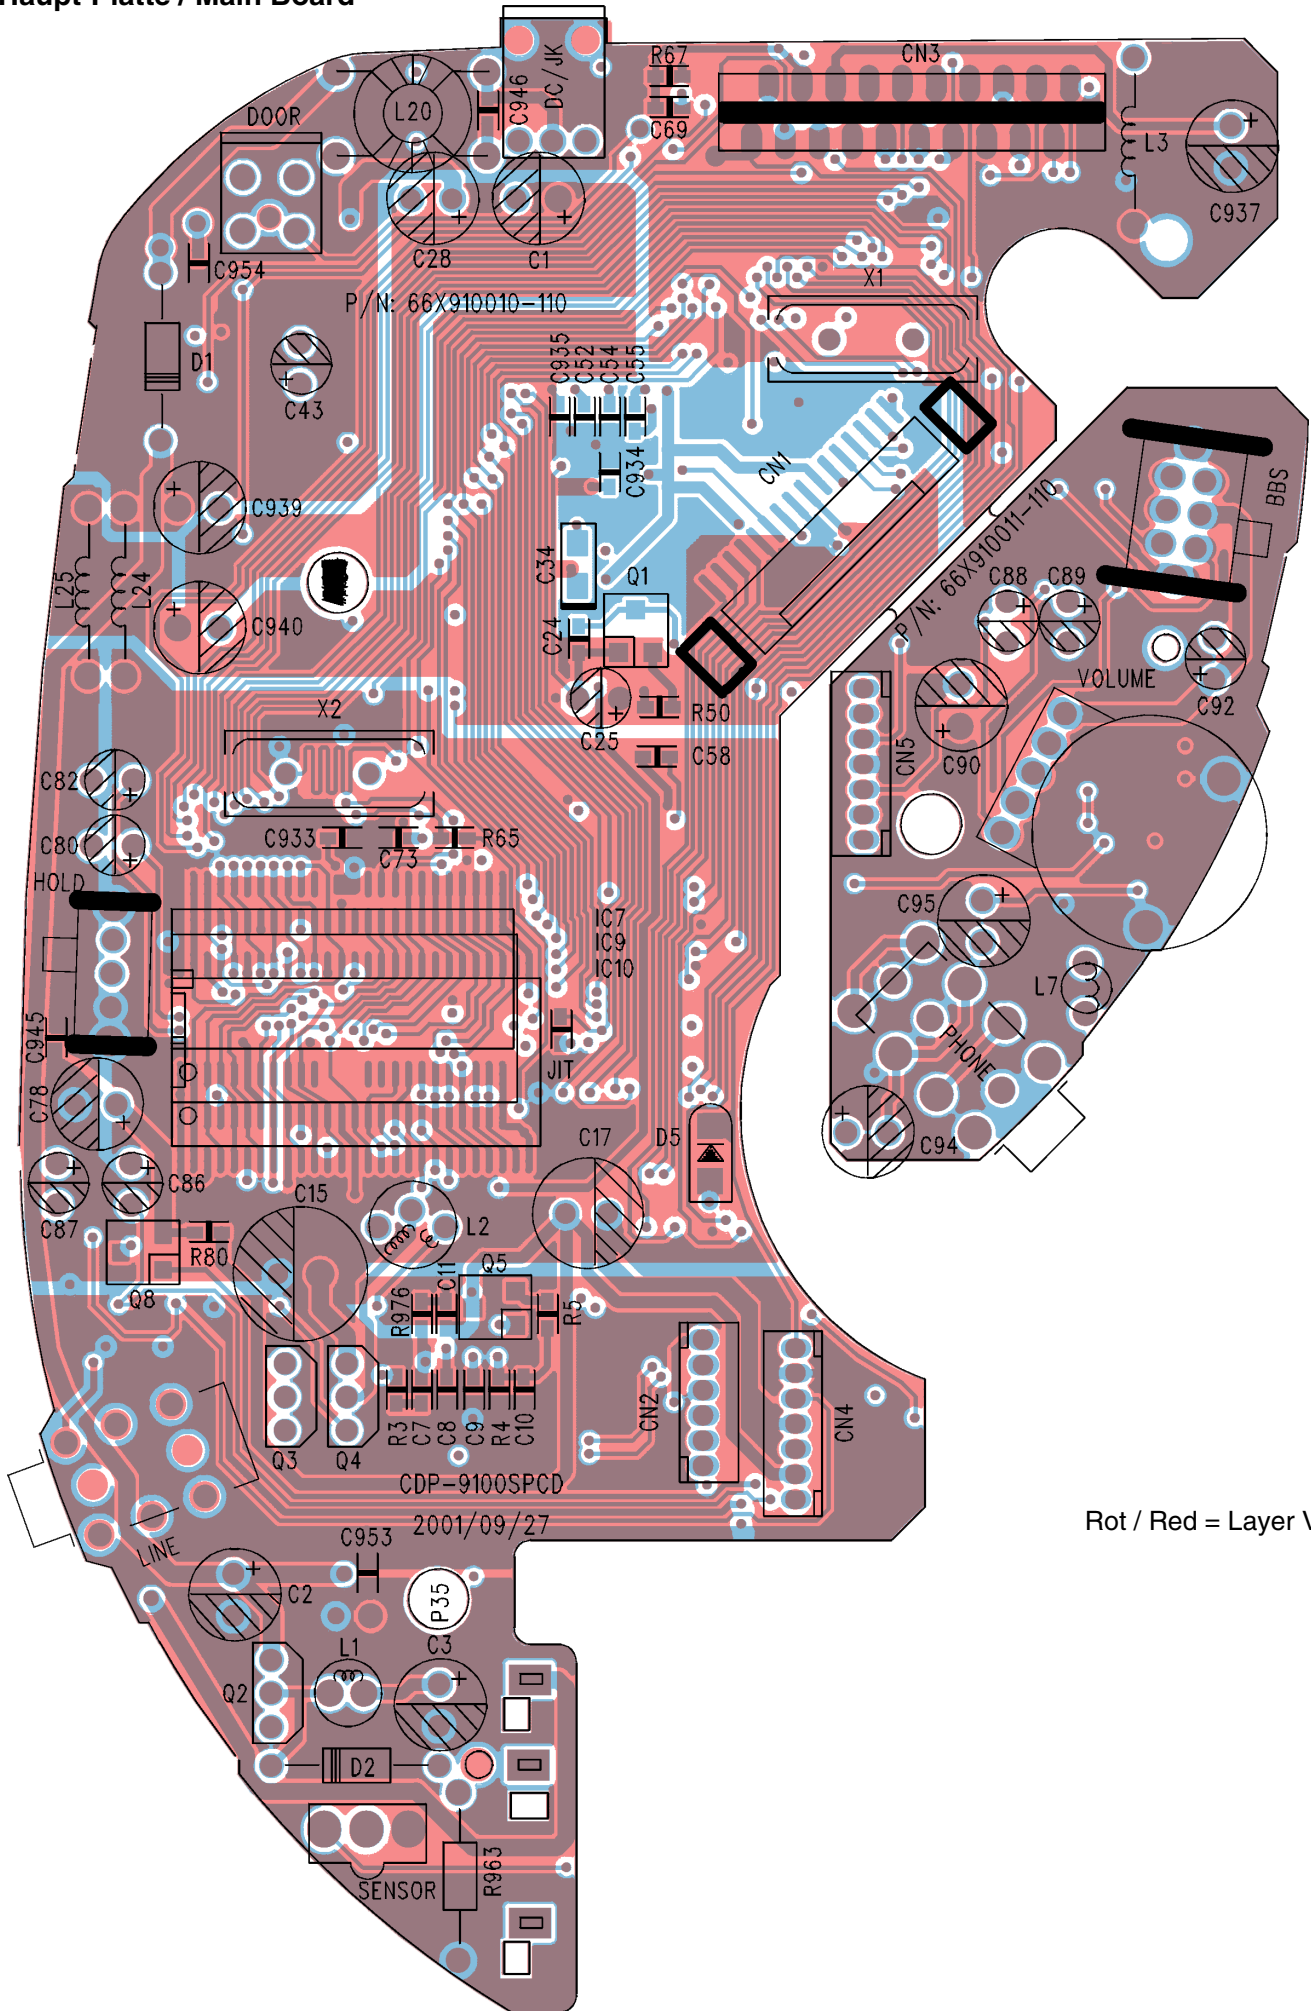 Haupt-Platte / Main Board
R67
CN3
DC/JK
C946
L20
DOOR
C69
L3
C937
C954
C28
C1
X1
P/N: 66X910010-110
D1
C43
C935
C52
C54
C55
C934
CN1
BBS
C939
L25
L24
C34
Q1
P/N: 66X910011-110
C88
C89
C940
C24
VOLUME
C92
X2
C25
R50
C58
CN5
C90
C82
C80
C933
C73
R65
HOLD
C95
IC7
IC9
IC10
L7
C945
JIT
PHONE
C78
C17
D5
C94
C86
C87
C15
L2
R80
Q8
C11
Q5
R976
R5
CN2
CN4
R3
C7
C8
C9
R4
C10
Q3
Q4
CDP-9100SPCD
2001/09/27
Rot / Red = Layer
LINE
C953
C2
P35
L1
C3
Q2
D2
SENSOR
R963